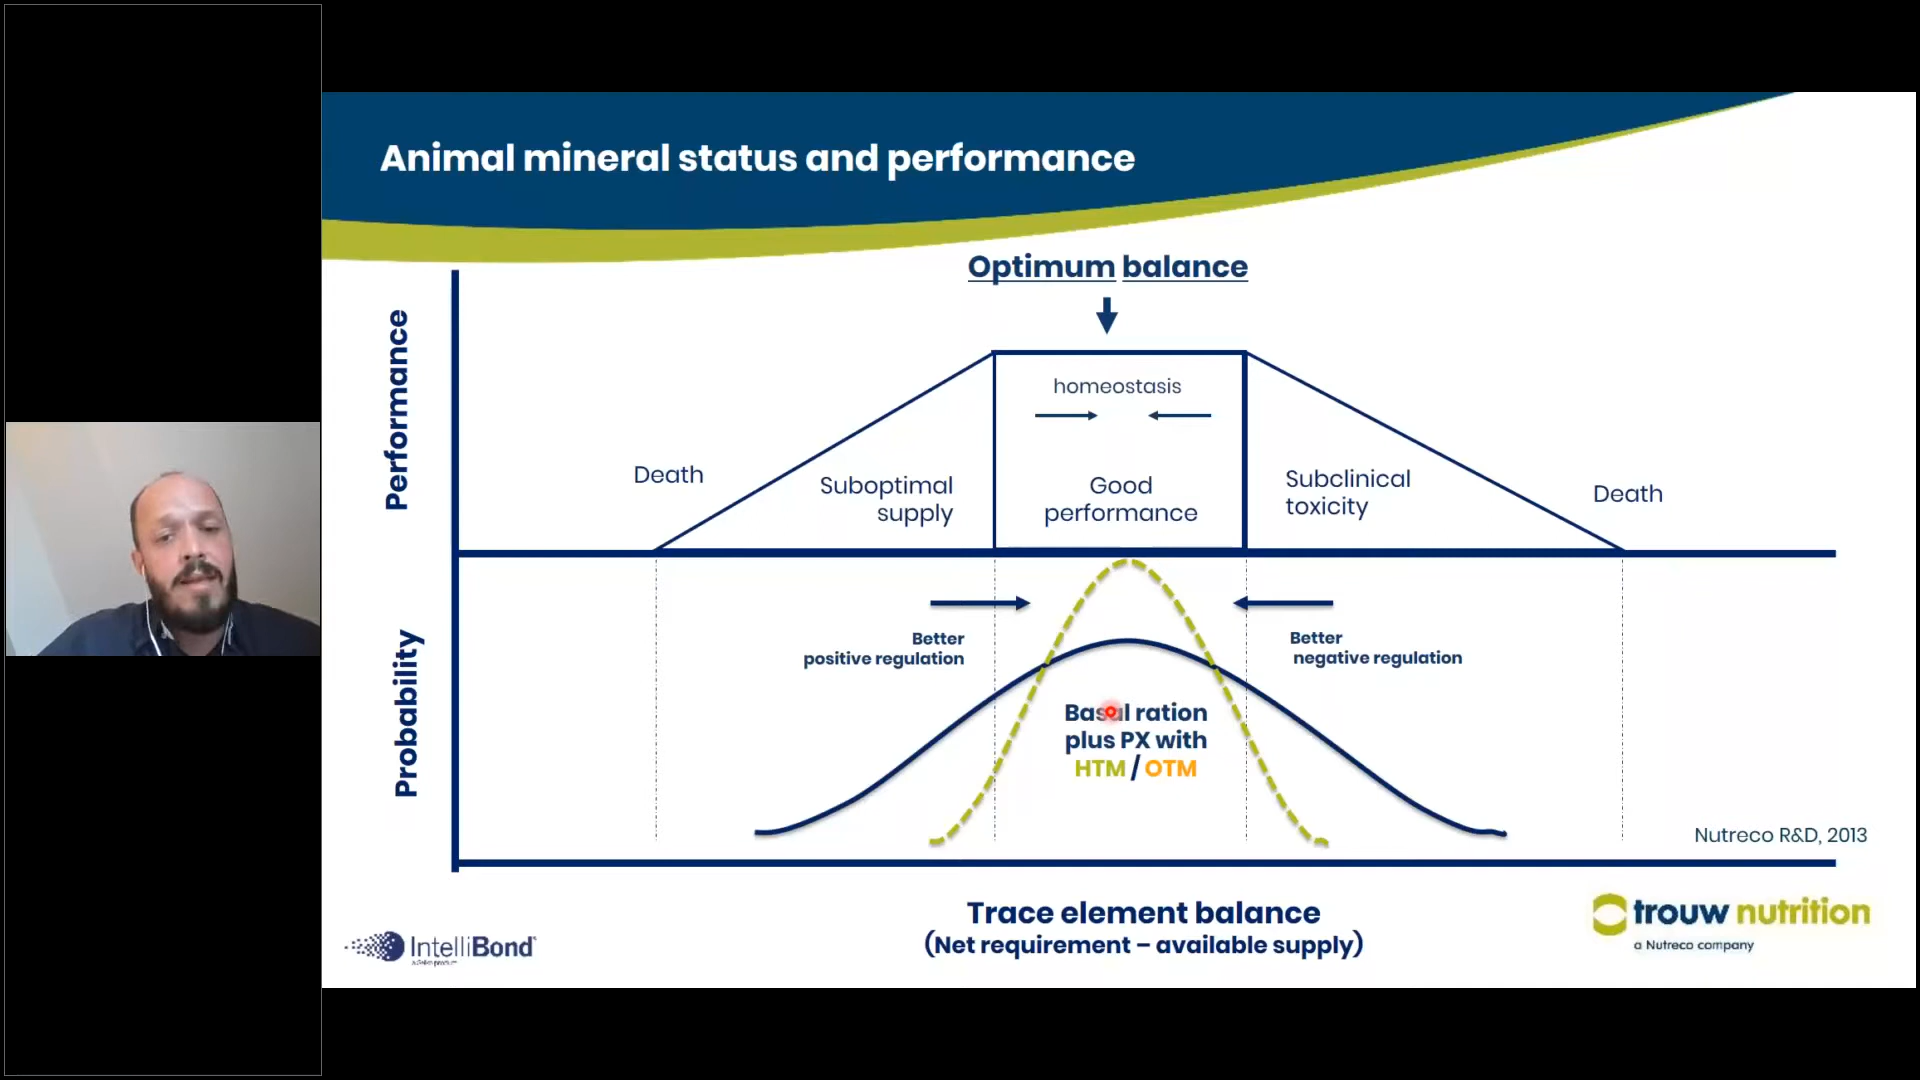 Animal mineral status and performance
Optimum balance
Performance
homeostasis
Death
Suboptimal
supply
Good
performance
Subclinical
toxicity
Death
Probability
Better
positive regulation
Better
negative regulation
Basal ration
plus PX with
HTM / OTM
Nutreco R&D, 2013
Trace element balance
(Net requirement – available supply)
IntelliBond
trouw nutrition
a Nutreco company